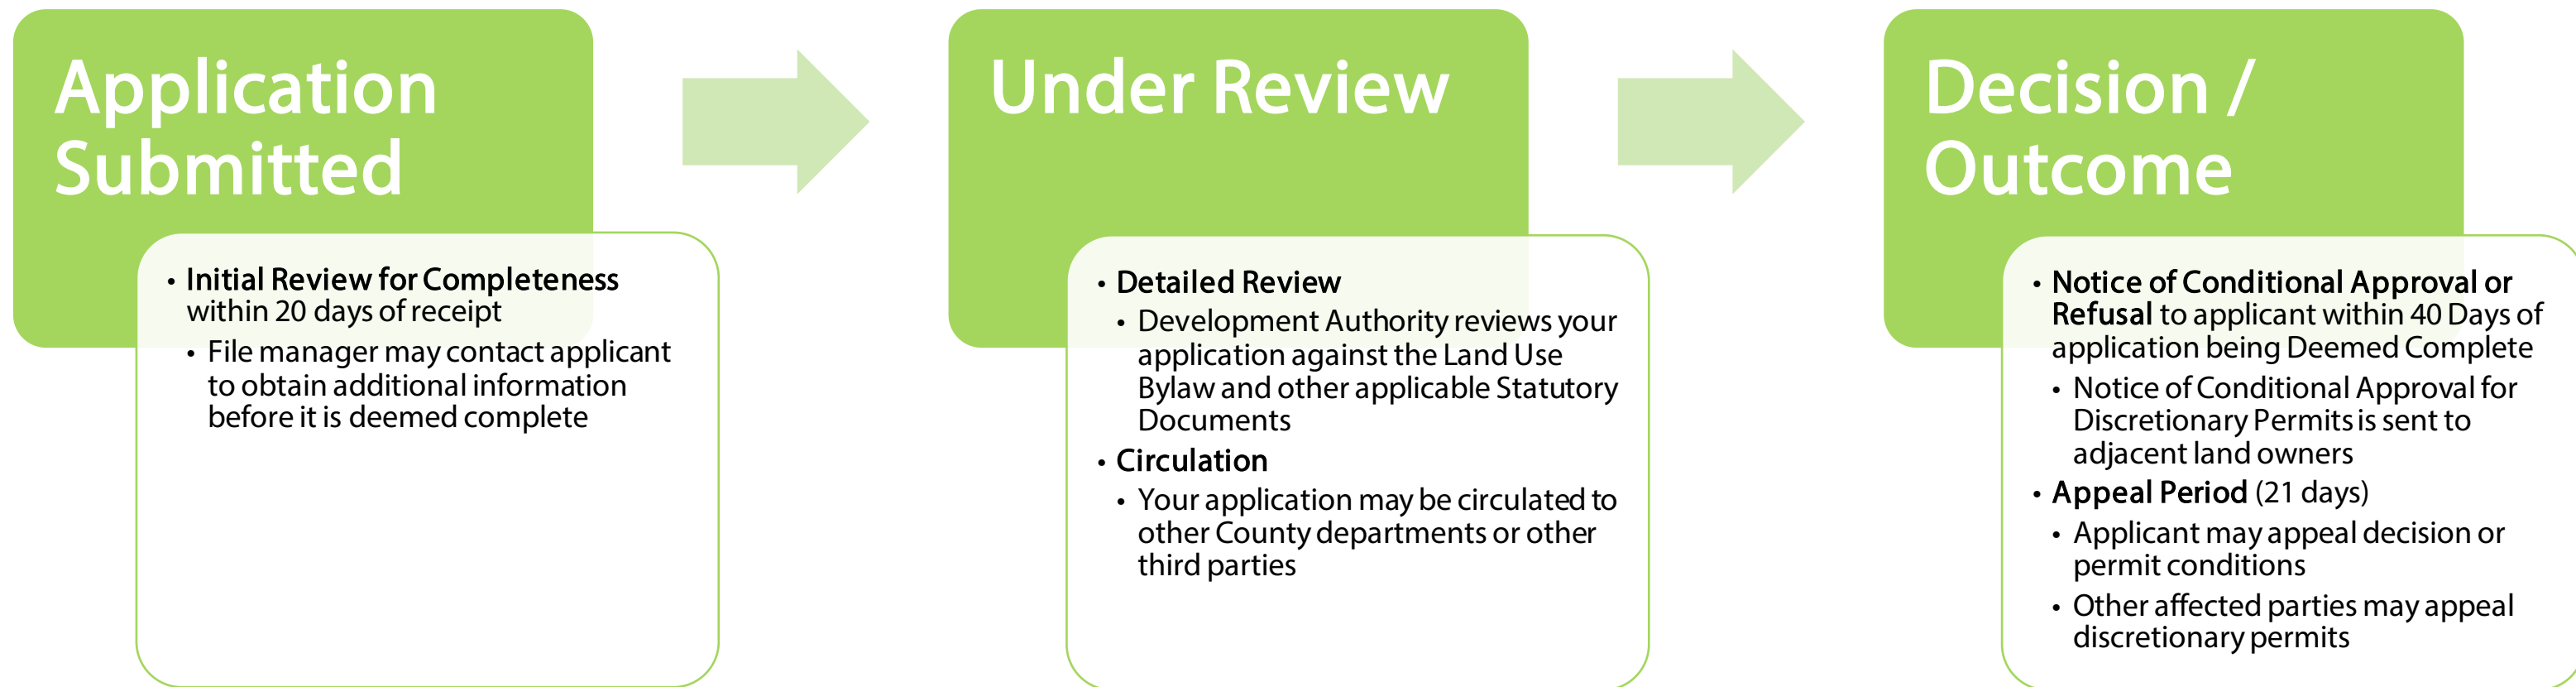 Application
Submitted
• Initial Review for Completeness
within 20 days of receipt
• File manager may contact applicant
to obtain additional information
before it is deemed complete
Under Review
• Detailed Review
• Development Authority reviews your
application against the Land Use
Bylaw and other applicable Statutory
Documents
• Circulation
• Your application may be circulated to
other County departments or other
third parties
Decision /
Outcome
• Notice of Conditional Approval or
Refusal to applicant within 40 Days of
application being Deemed Complete
• Notice of Conditional Approval for
Discretionary Permits is sent to
adjacent land owners
• Appeal Period (21 days)
• Applicant may appeal decision or
permit conditions
• Other affected parties may appeal
discretionary permits